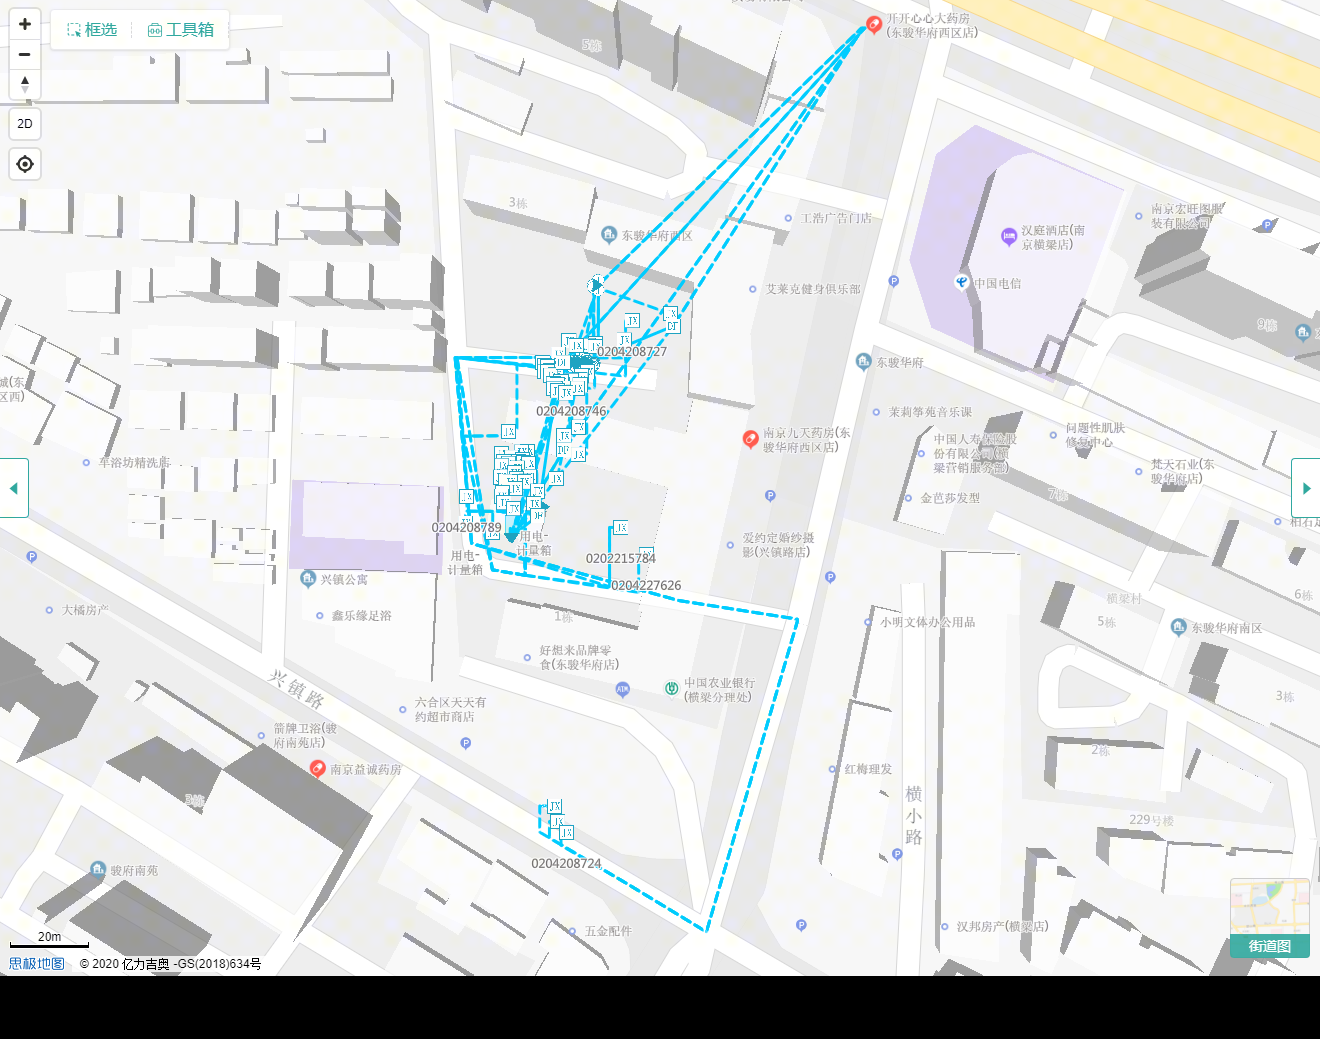 框选
工具箱
2D
5栋
开开心心大药房
(东骏华府西区店)
3栋
东骏华府西区
工浩广告门店
汉庭酒店(南
京横梁店)
南京宏旺图服
装有限公司
中国电信
艾莱克健身俱乐部
9栋
东骏华府
0204208727
0204208746
城(东
区西)
车浴坊精洗店
南京九天药房(东
骏华府西区店)
茉莉筝苑音乐课
中国人寿保险股
份有限公司(横
梁营销服务部)
问题性肌肤
修复中心
梵天石业(东
骏华府店)
7栋
金芭莎发型
柏石足
0204208789
用电-
计量箱
用电-
计量箱
0202215784
0204227626
爱约定婚纱摄
影(兴镇路店)
兴镇公寓
大橘房产
鑫乐缘足浴
1栋
横梁村
6栋
5栋
东骏华府南区
小明文体办公用品
好想来品牌零
食(东骏华府店)
中国农业银行
(横梁分理处)
ATM
兴镇路
六合区天天有
约超市商店
3栋
箭牌卫浴(骏
府南苑店)
南京益诚药房
2栋
红梅理发
3栋
横小路
229号楼
0204208724
骏府南苑
五金配件
汉邦房产(横梁店)
20m
思极地图
© 2020 亿力吉奥 -GS(2018)634号
街道图